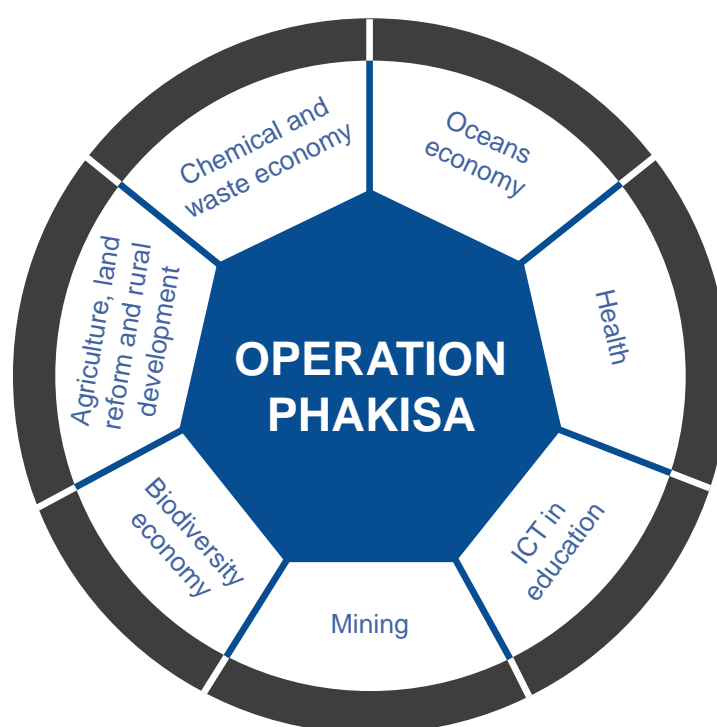 OPERATION
PHAKISA
Oceans
economy
Health
ICT in
education
Mining
Biodiversity
economy
Agriculture, land
reform and rural
development
Chemical and
waste economy